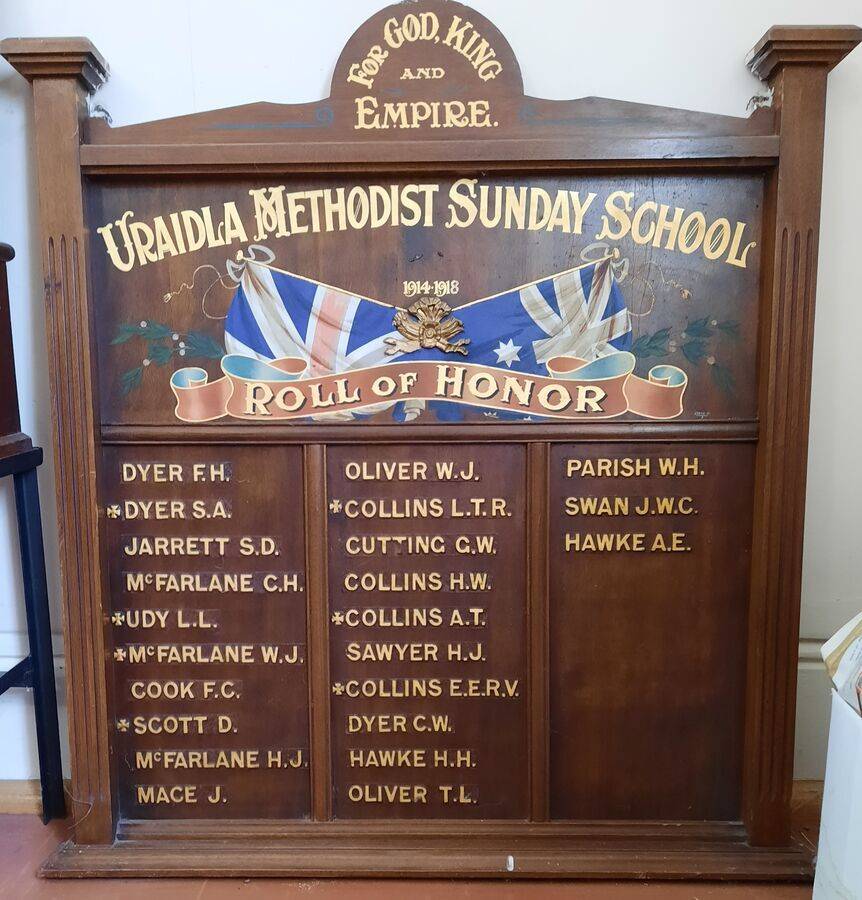 FOR GOD, KING
AND
EMPIRE.
URAIDLA METHODIST SUNDAY SCHOOL
1914-1918
ROLL OF HONOR
DYER F.H.
✠DYER S.A.
JARRETT S.D.
McFARLANE C.H.
✠UDY L.L.
✠McFARLANE W.J.
COOK F.C.
✠SCOTT D.
McFARLANE H.J.
MACE J.
OLIVER W.J.
✠COLLINS L.T.R.
CUTTING G.W.
COLLINS H.W.
✠COLLINS A.T.
SAWYER H.J.
✠COLLINS E.E.R.V.
DYER C.W.
HAWKE H.H.
OLIVER T.L.
PARISH W.H.
SWAN J.W.C.
HAWKE A.E.